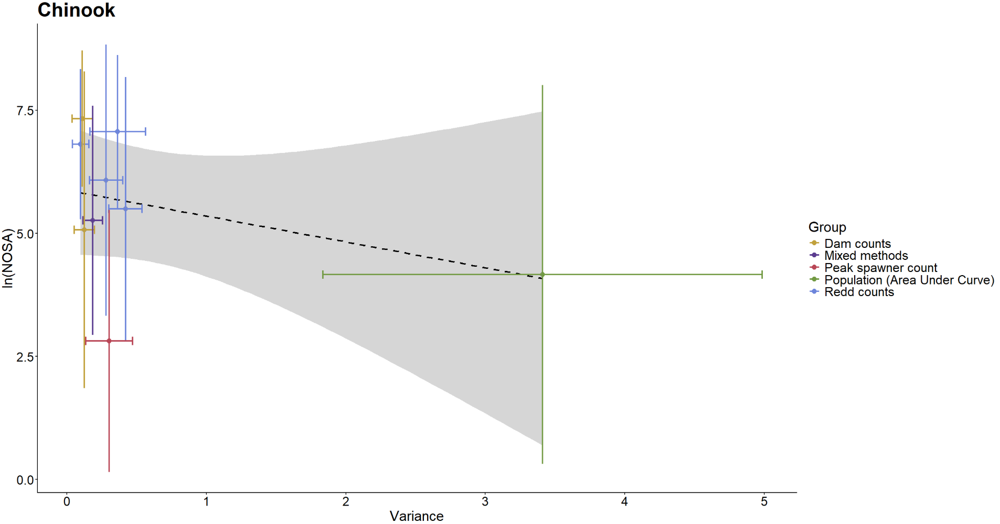 Chinook
ln(NOSA)
7.5
5.0
2.5
0.0
0 1 2 3 4 5
Variance
Group
Dam counts
Mixed methods
Peak spawner count
Population (Area Under Curve)
Redd counts